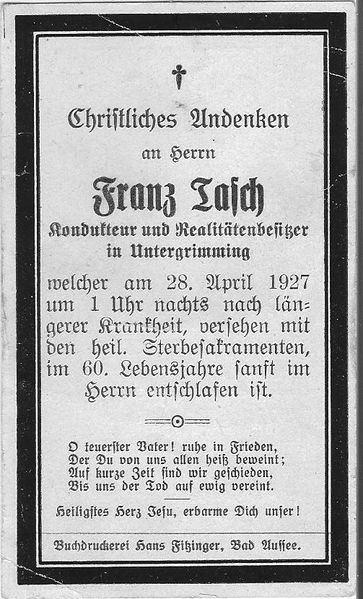 Christliches Andenken
an Herrn
Franz Tasch
Kondukteur und Realitätenbesitzer
in Untergrimming
welcher am 28. April 1927
um 1 Uhr nachts nach län-
gerer Krankheit, versehen mit
den heil. Sterbesakramenten,
im 60. Lebensjahre sanft im
Herrn entschlafen ist.
O teuerster Vater! ruhe in Frieden,
Der Du von uns allen heiß beweint;
Auf kurze Zeit sind wir geschieden,
Bis uns der Tod auf ewig vereint.
Heiligstes Herz Jesu, erbarme Dich unser!
Buchdruckerei Hans Fitzinger, Bad Aussee.